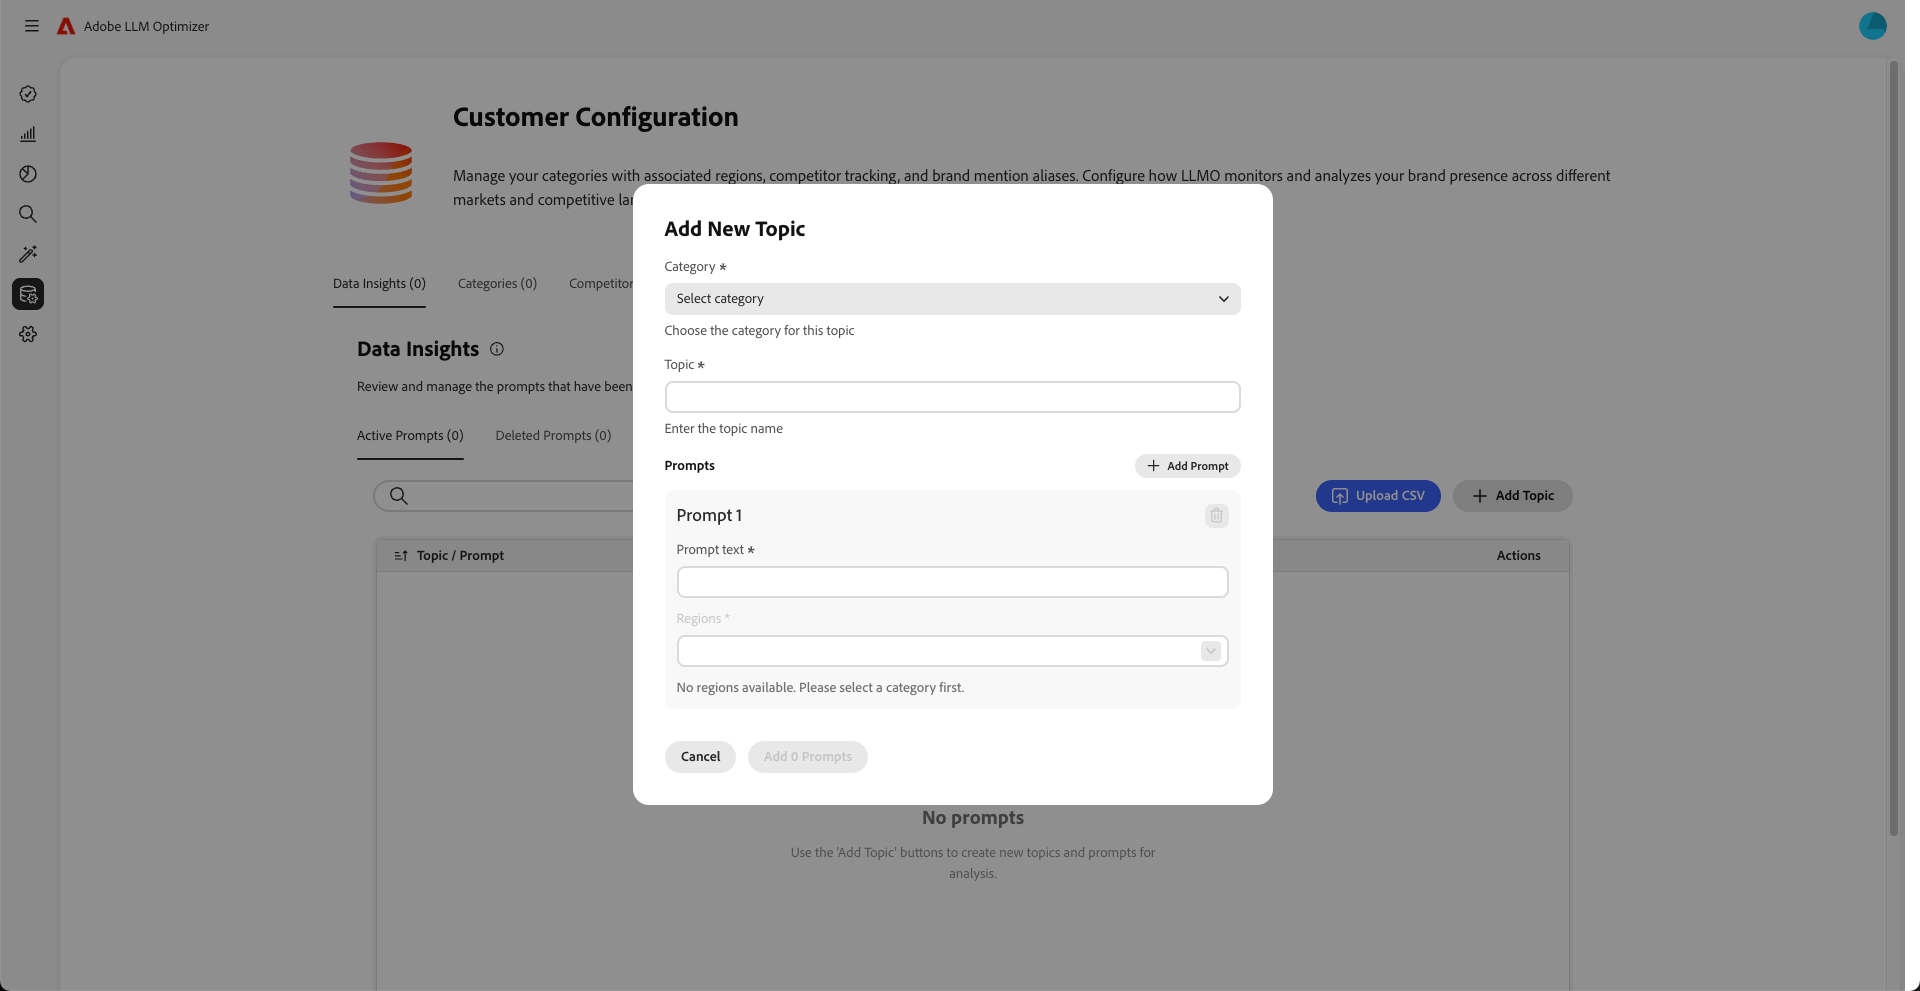 Adobe LLM Optimizer
Customer Configuration
Manage your categories with associated regions, competitor tracking, and brand mention aliases. Configure how LLMO monitors and analyzes your brand presence across different
markets and competitive
Data Insights (0)
Categories (0)
Competitor
Data Insights
Review and manage the prompts that have been
Active Prompts (0)
Deleted Prompts (0)
Upload CSV
Add Topic
Topic / Prompt
Actions
Add New Topic
Category *
Select category
Choose the category for this topic
Topic *
Enter the topic name
Prompts
Add Prompt
Prompt 1
Prompt text *
Regions *
No regions available. Please select a category first.
Cancel
Add 0 Prompts
No prompts
Use the 'Add Topic' buttons to create new topics and prompts for
analysis.